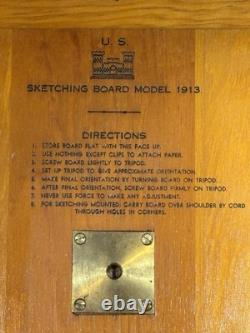 U. S.
SKETCHING BOARD MODEL 1913
DIRECTIONS
1. STORE BOARD FLAT WITH THIS FACE UP.
2. USE NOTHING EXCEPT CLIPS TO ATTACH PAPER.
3. SCREW BOARD LIGHTLY TO TRIPOD.
4. SET UP TRIPOD TO GIVE APPROXIMATE ORIENTATION.
5. MAKE FINAL ORIENTATION BY TURNING BOARD ON TRIPOD.
6. AFTER FINAL ORIENTATION, SCREW BOARD FIRMLY ON TRIPOD.
7. NEVER USE FORCE TO MAKE ANY ADJUSTMENT.
8. FOR SKETCHING MOUNTED: CARRY BOARD OVER SHOULDER BY CORD
THROUGH HOLES IN CORNERS.